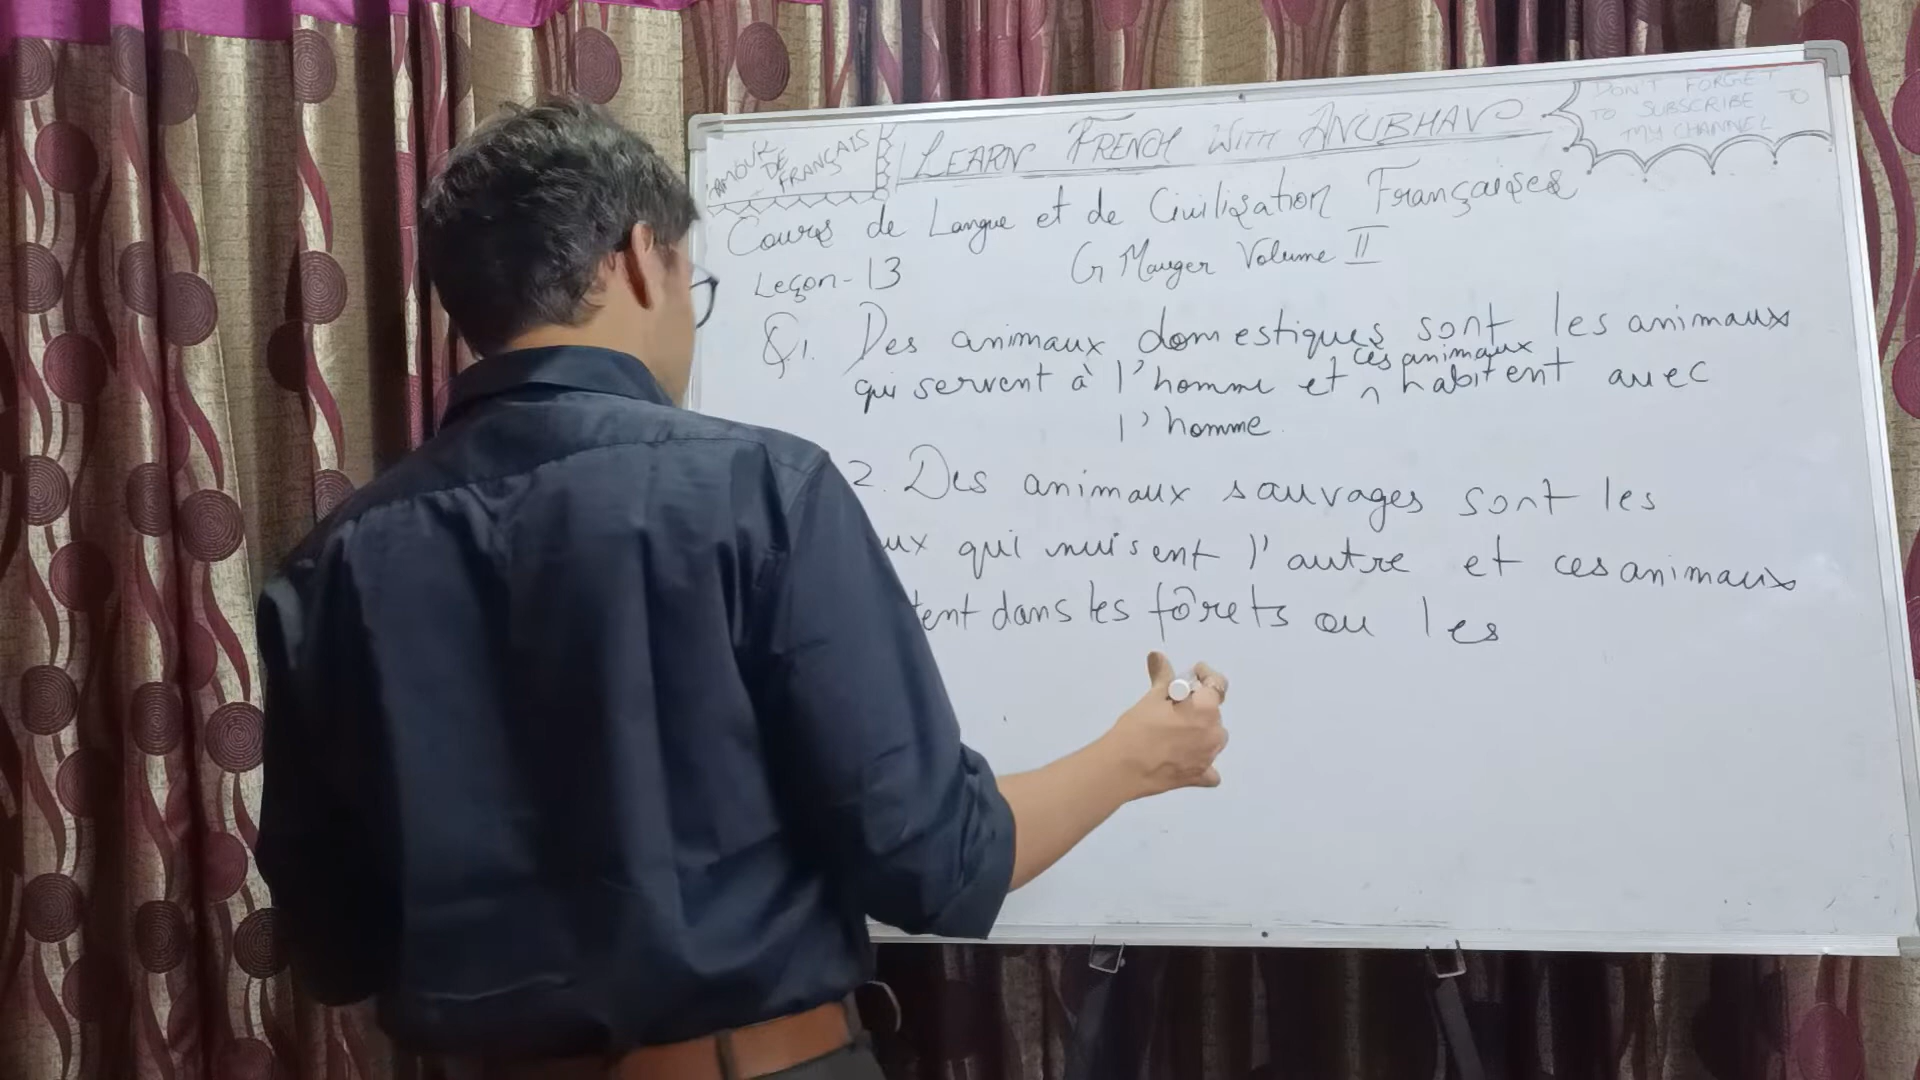 AMOUR DE FRANÇAIS
LEARN FRENCH WITH ANUBHAV
DON'T FORGET
TO SUBSCRIBE TO
MY CHANNEL
Cours de Langue et de Civilisation Françaises
G Mauger Volume II
Leçon-13
Q1. Des animaux domestiques sont les animaux
qui servent à l'homme et ces animaux habitent avec
l'homme.
2. Des animaux sauvages sont les
ux qui nuisent l'autre et ces animaux
tent dans les fôrets ou les